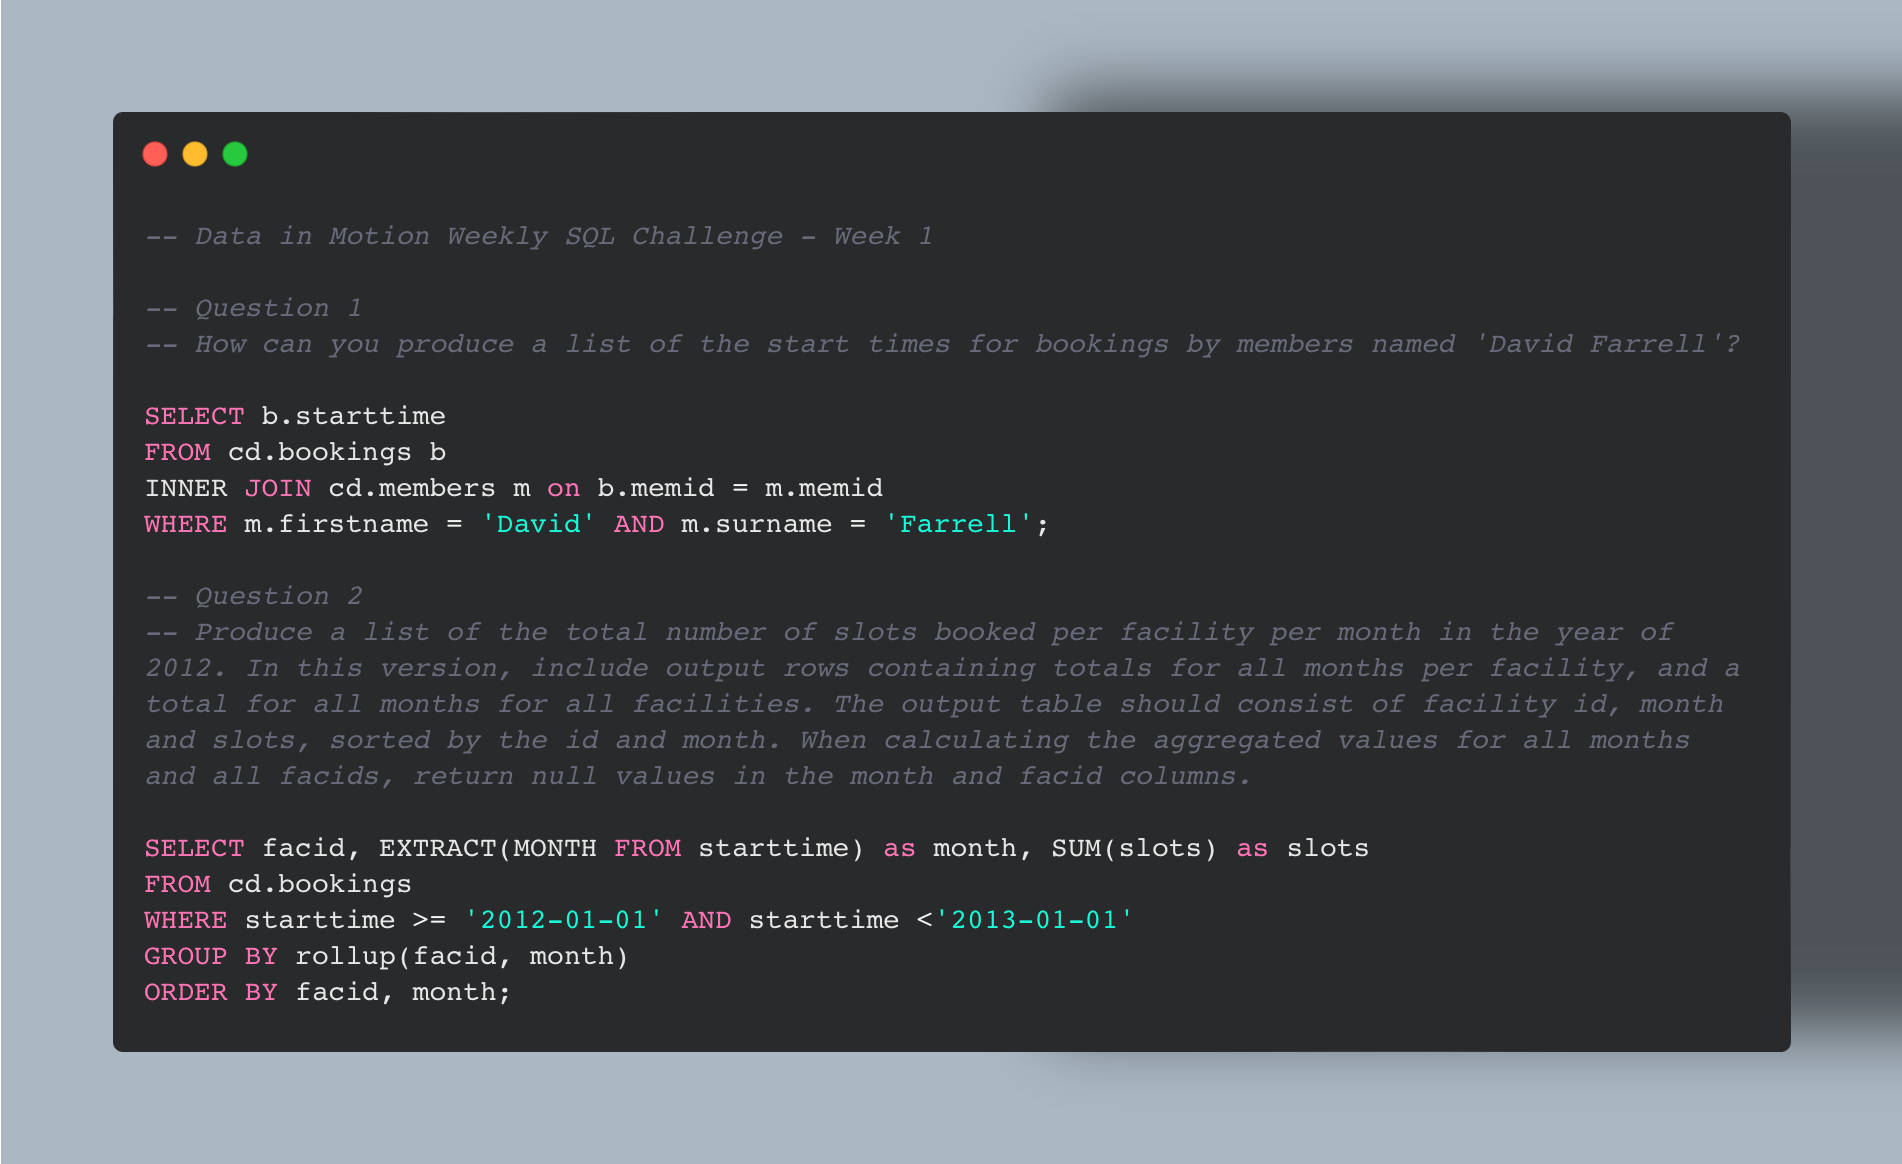 -- Data in Motion Weekly SQL Challenge - Week 1
-- Question 1
-- How can you produce a list of the start times for bookings by members named 'David Farrell'?
SELECT b.starttime
FROM cd.bookings b
INNER JOIN cd.members m on b.memid = m.memid
WHERE m.firstname = 'David' AND m.surname = 'Farrell';
-- Question 2
-- Produce a list of the total number of slots booked per facility per month in the year of
2012. In this version, include output rows containing totals for all months per facility, and a
total for all months for all facilities. The output table should consist of facility id, month
and slots, sorted by the id and month. When calculating the aggregated values for all months
and all facids, return null values in the month and facid columns.
SELECT facid, EXTRACT(MONTH FROM starttime) as month, SUM(slots) as slots
FROM cd.bookings
WHERE starttime >= '2012-01-01' AND starttime <'2013-01-01'
GROUP BY rollup(facid, month)
ORDER BY facid, month;